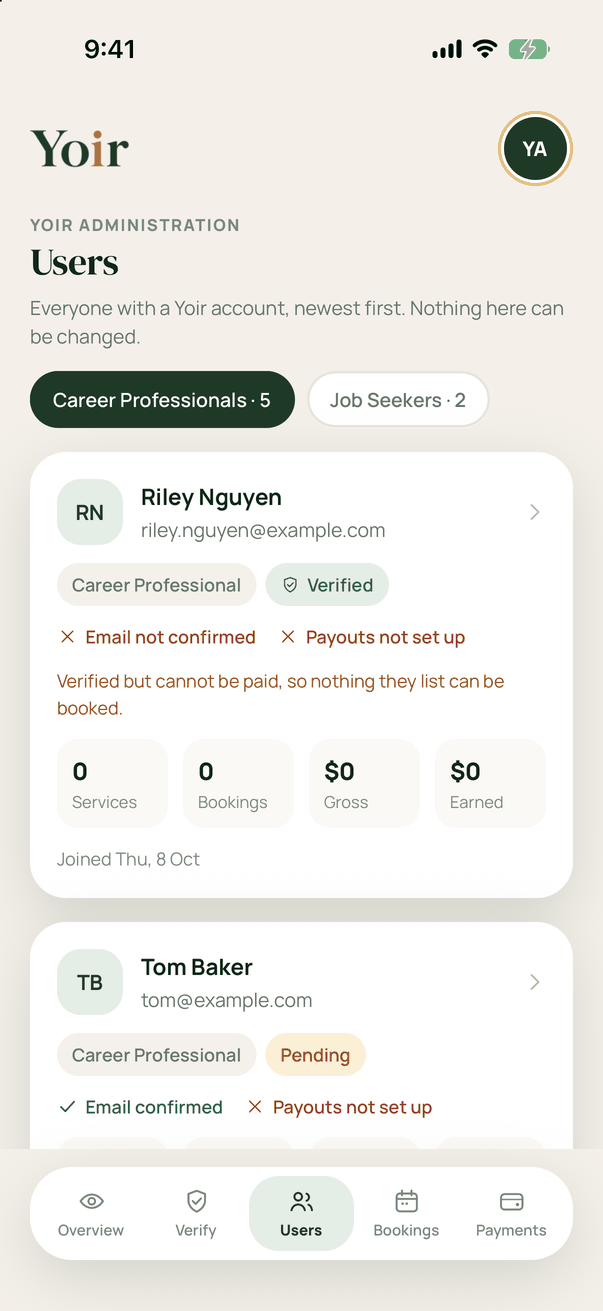 9:41
Yoir
YA
YOIR ADMINISTRATION
Users
Everyone with a Yoir account, newest first. Nothing here can
be changed.
Career Professionals · 5
Job Seekers · 2
RN
Riley Nguyen
riley.nguyen@example.com
Career Professional
Verified
Email not confirmed
Payouts not set up
Verified but cannot be paid, so nothing they list can be
booked.
0
Services
0
Bookings
$0
Gross
$0
Earned
Joined Thu, 8 Oct
TB
Tom Baker
tom@example.com
Career Professional
Pending
Email confirmed
Payouts not set up
Overview
Verify
Users
Bookings
Payments